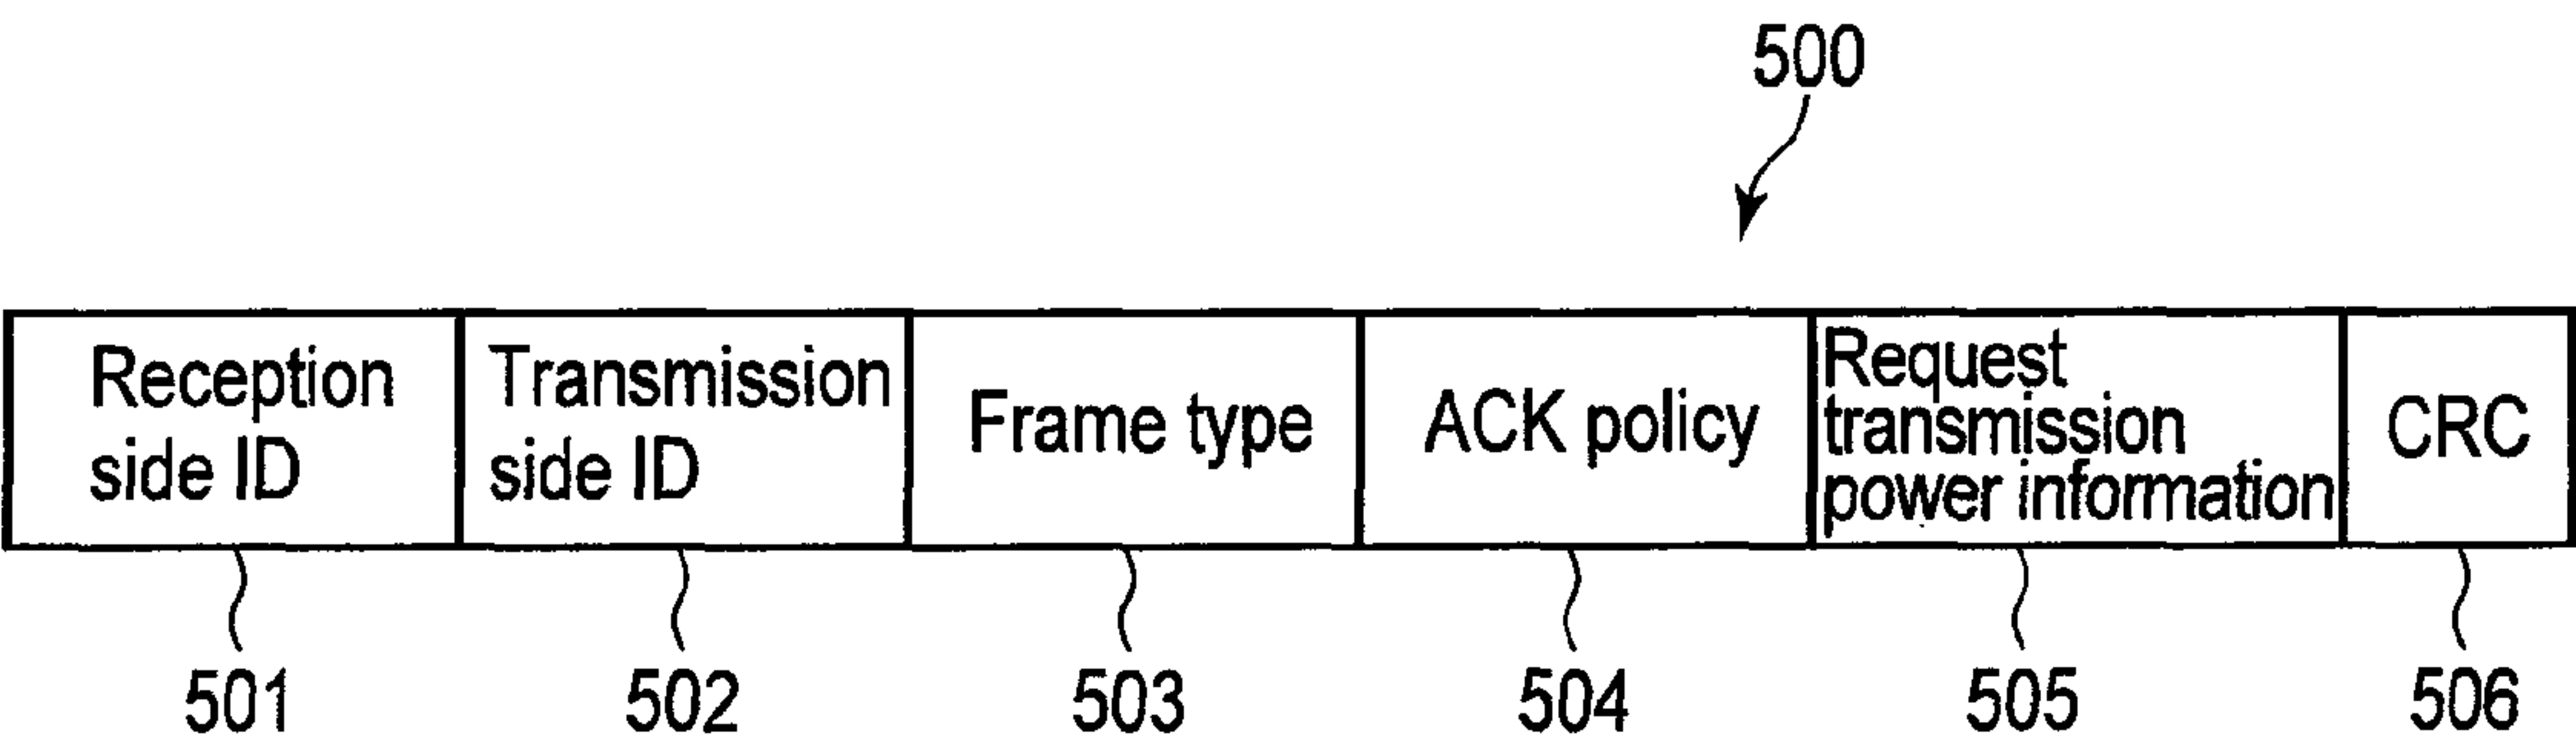 500
Reception
side ID
Transmission
side ID
Frame type
ACK policy
Request
transmission
power information
CRC
501
502
503
504
505
506